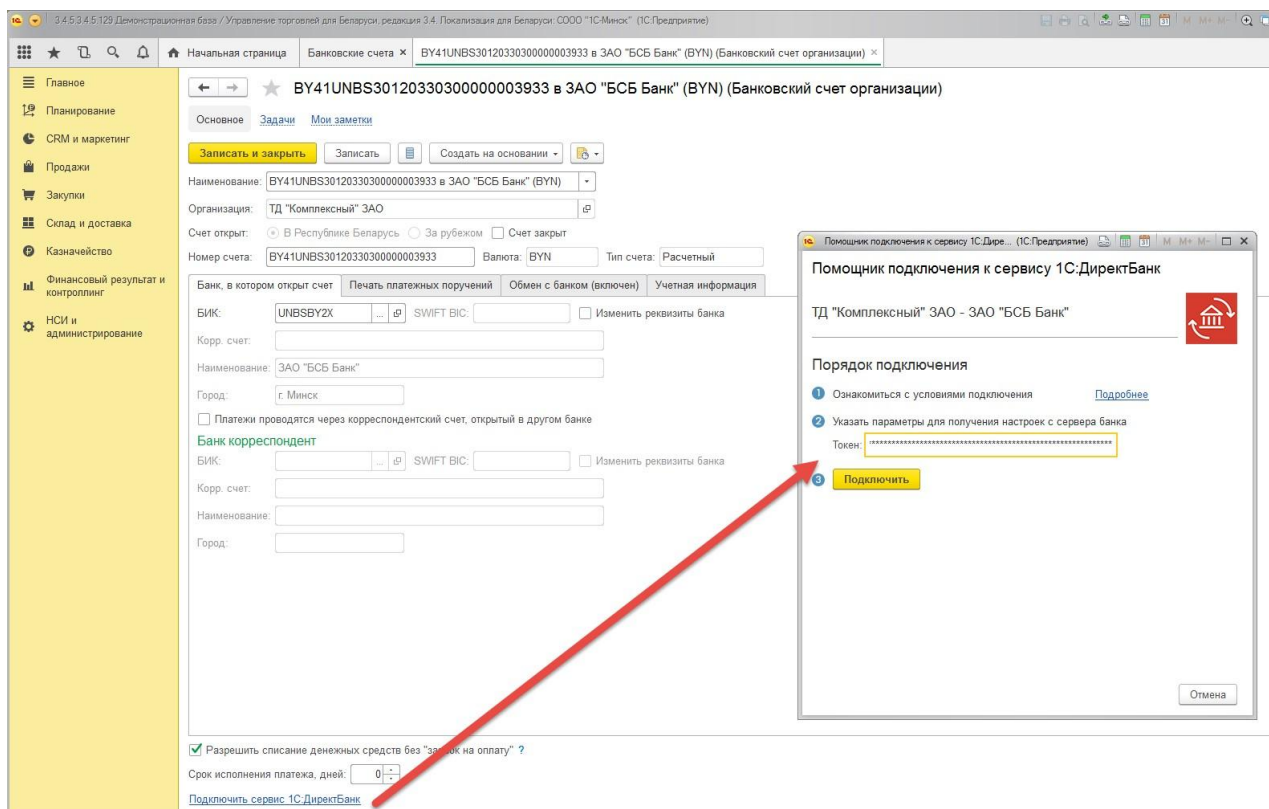 3.4.5 3.4.5.129 Демонстрационная база / Управление торговлей для Беларуси, редакция 3.4. Локализация для Беларуси: СООО "1С-Минск" (1С:Предприятие)
M M+ M-
Начальная страница
Банковские счета ×
BY41UNBS30120330300000003933 в ЗАО "БСБ Банк" (BYN) (Банковский счет организации) ×
Главное
Планирование
CRM и маркетинг
Продажи
Закупки
Склад и доставка
Казначейство
Финансовый результат и
контроллинг
НСИ и
администрирование
BY41UNBS30120330300000003933 в ЗАО "БСБ Банк" (BYN) (Банковский счет организации)
Основное Задачи Мои заметки
Записать и закрыть Записать Создать на основании
Наименование: BY41UNBS30120330300000003933 в ЗАО "БСБ Банк" (BYN)
Организация: ТД "Комплексный" ЗАО
Счет открыт: В Республике Беларусь За рубежом Счет закрыт
Номер счета: BY41UNBS30120330300000003933 Валюта: BYN Тип счета: Расчетный
Банк, в котором открыт счет Печать платежных поручений Обмен с банком (включен) Учетная информация
БИК: UNBSBY2X ... SWIFT BIC: Изменить реквизиты банка
Корр. счет:
Наименование: ЗАО "БСБ Банк"
Город: г. Минск
Платежи проводятся через корреспондентский счет, открытый в другом банке
Банк корреспондент
БИК: ... SWIFT BIC: Изменить реквизиты банка
Корр. счет:
Наименование:
Город:
Разрешить списание денежных средств без "заявок на оплату" ?
Срок исполнения платежа, дней: 0
Подключить сервис 1С:ДиректБанк
Помощник подключения к сервису 1С:Дире... (1С:Предприятие) M M+ M-
Помощник подключения к сервису 1С:ДиректБанк
ТД "Комплексный" ЗАО - ЗАО "БСБ Банк"
Порядок подключения
1 Ознакомиться с условиями подключения Подробнее
2 Указать параметры для получения настроек с сервера банка
Токен:
3 Подключить
Отмена